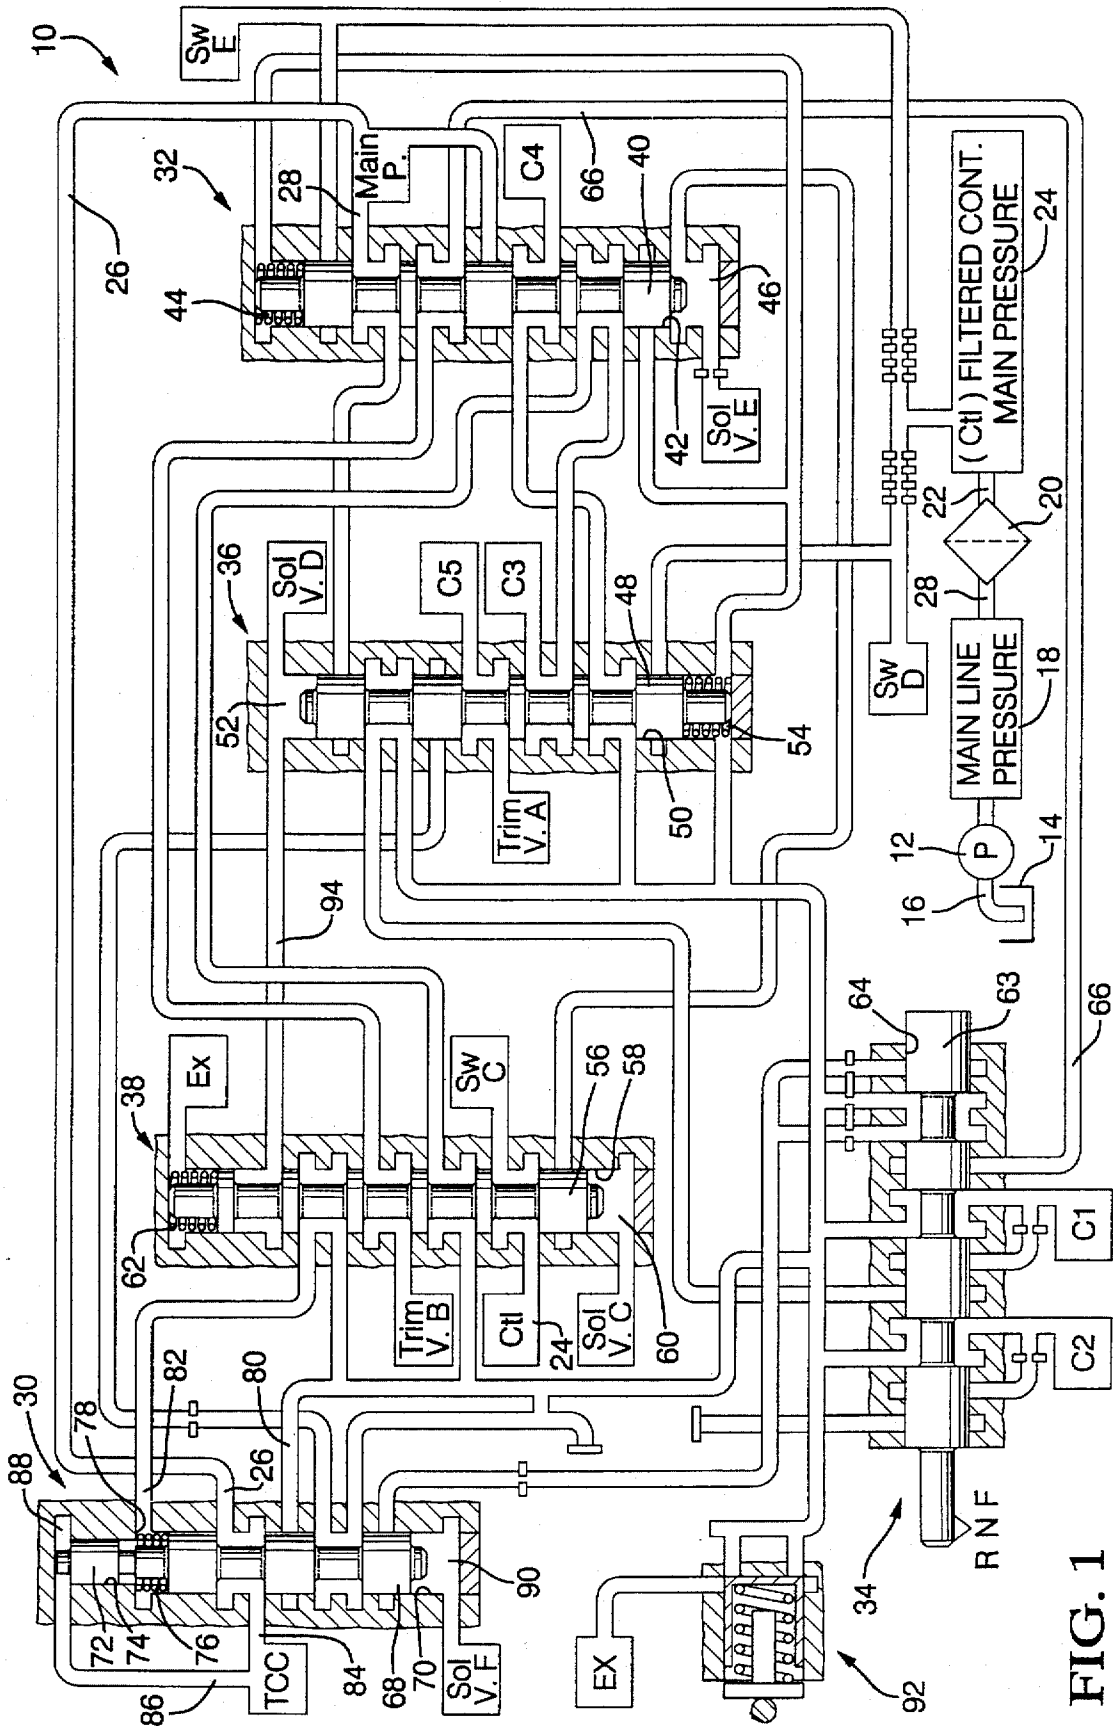 10
26
30
88
78
82
38
Ex
94
52
36
Sol
V. D
44
32
28
Main
P.
Sw
E
72
74
76
86
TCC
84
26
80
62
Trim
V. B
Sw
C
Trim
V. A
C5
C3
C4
66
68
70
Sol
V. F
90
Ctl
24
Sol
V. C
60
56
58
50
48
54
42
Sol
V. E
40
46
EX
92
34
R N F
64
63
Sw
D
C2
C1
66
16
14
12
P
MAIN LINE
PRESSURE
18
28
20
22
( Ctl ) FILTERED CONT.
MAIN PRESSURE
24
FIG. 1